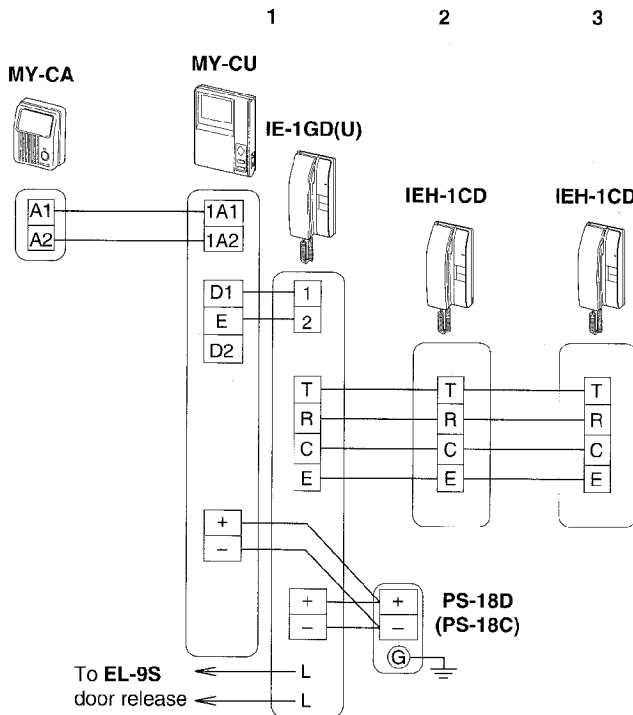 1 2 3
MY-CA
MY-CU
IE-1GD(U)
IEH-1CD IEH-1CD
A1 1A1
A2 1A2
D1 1
E 2
D2
T T T
R R R
C C C
E E E
+
−
+ + PS-18D
− − (PS-18C)
G
To EL-9S L
door release L